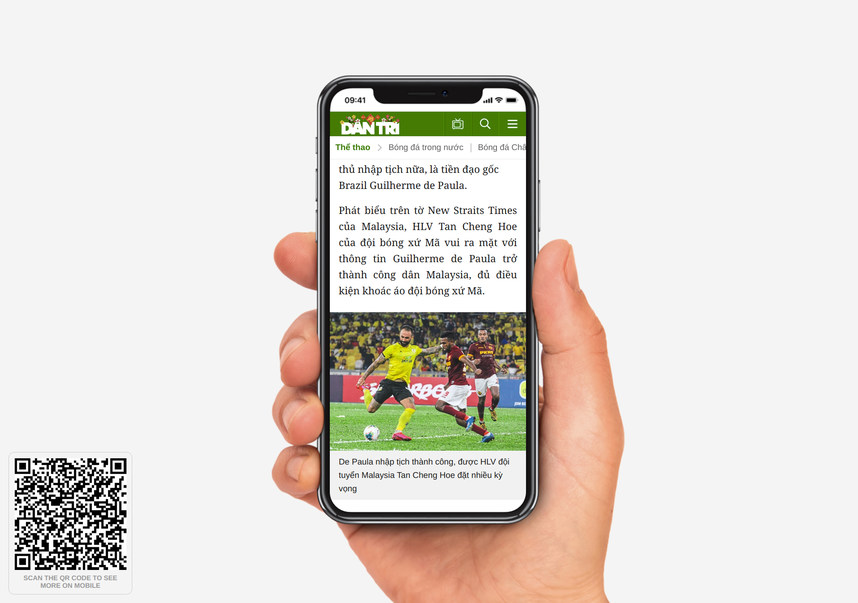 09:41
DÂN TRÍ
Thể thao > Bóng đá trong nước | Bóng đá Châ
thủ nhập tịch nữa, là tiền đạo gốc
Brazil Guilherme de Paula.
Phát biểu trên tờ New Straits Times
của Malaysia, HLV Tan Cheng Hoe
của đội bóng xứ Mã vui ra mặt với
thông tin Guilherme de Paula trở
thành công dân Malaysia, đủ điều
kiện khoác áo đội bóng xứ Mã.
De Paula nhập tịch thành công, được HLV đội
tuyển Malaysia Tan Cheng Hoe đặt nhiều kỳ
vọng
SCAN THE QR CODE TO SEE
MORE ON MOBILE